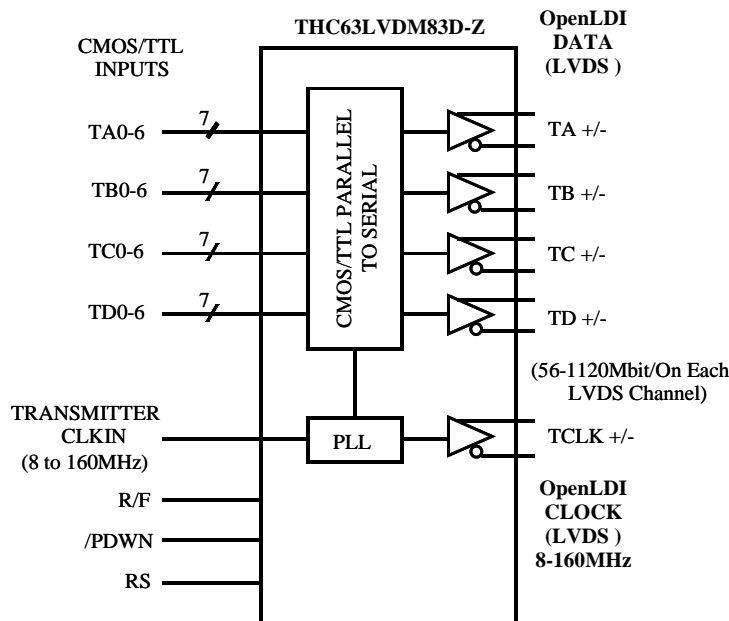 THC63LVDM83D-Z
CMOS/TTL
INPUTS
OpenLDI
DATA
(LVDS )
TA0-6
7
TA +/-
TB0-6
7
TB +/-
TC0-6
7
TC +/-
TD0-6
7
TD +/-
CMOS/TTL PARALLEL
TO SERIAL
(56-1120Mbit/On Each
LVDS Channel)
TRANSMITTER
CLKIN
(8 to 160MHz)
PLL
TCLK +/-
R/F
/PDWN
RS
OpenLDI
CLOCK
(LVDS )
8-160MHz